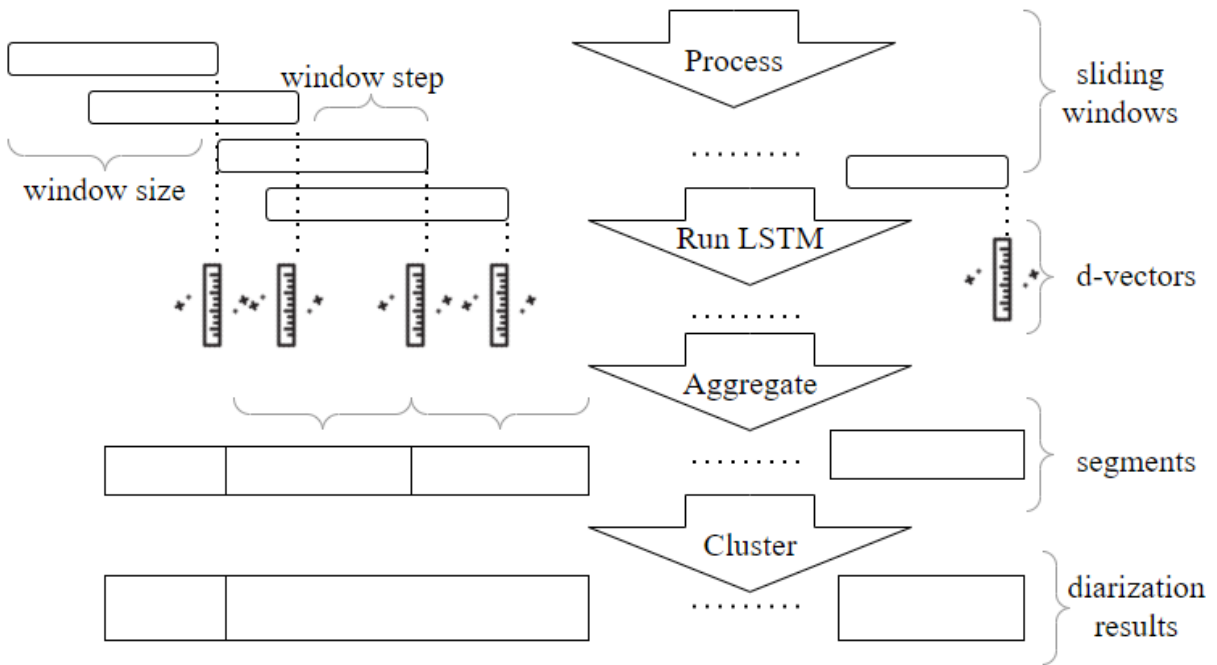 Process
window step
sliding
windows
window size
Run LSTM
d-vectors
Aggregate
segments
Cluster
diarization
results